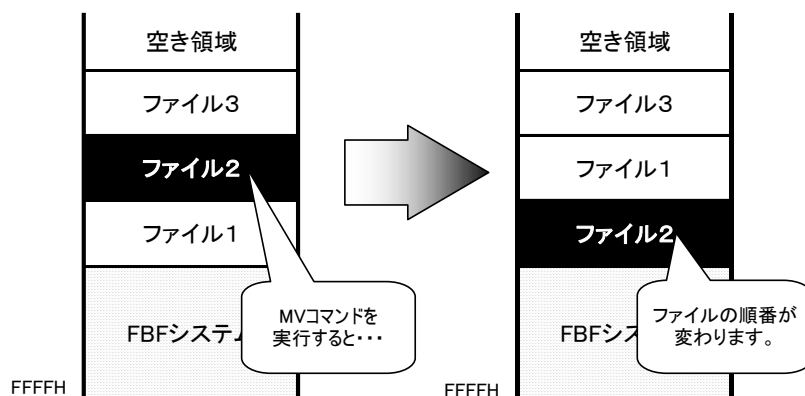 空き領域
ファイル3
ファイル2
ファイル1
FBFシステム
MVコマンドを
実行すると・・・
FFFFH
空き領域
ファイル3
ファイル1
ファイル2
FBFシス
ファイルの順番が
変わります。
FFFFH